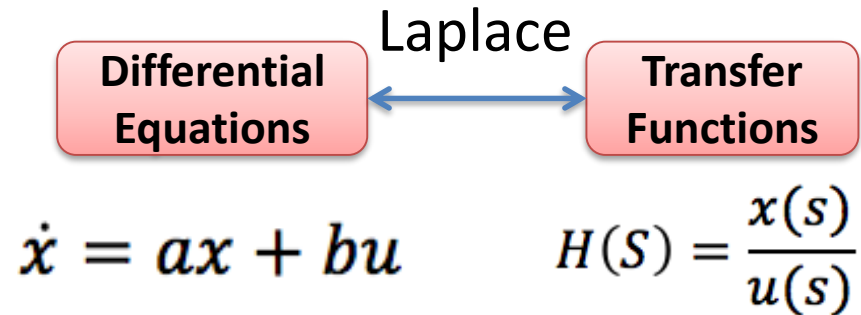 Laplace
Differential
Equations
Transfer
Functions
ẋ = ax + bu
H(S) = x(s)/u(s)